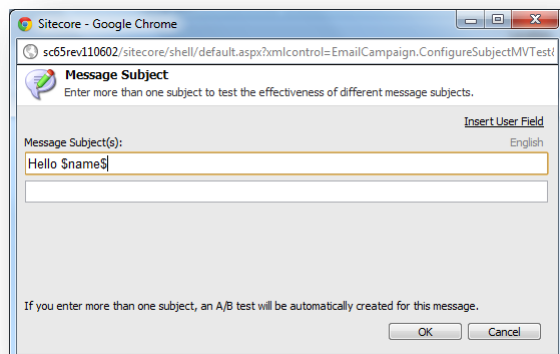 Sitecore - Google Chrome
sc65rev110602/sitecore/shell/default.aspx?xmlcontrol=EmailCampaign.ConfigureSubjectMVTest&
Message Subject
Enter more than one subject to test the effectiveness of different message subjects.
Insert User Field
Message Subject(s): English
Hello $name$
If you enter more than one subject, an A/B test will be automatically created for this message.
OK Cancel